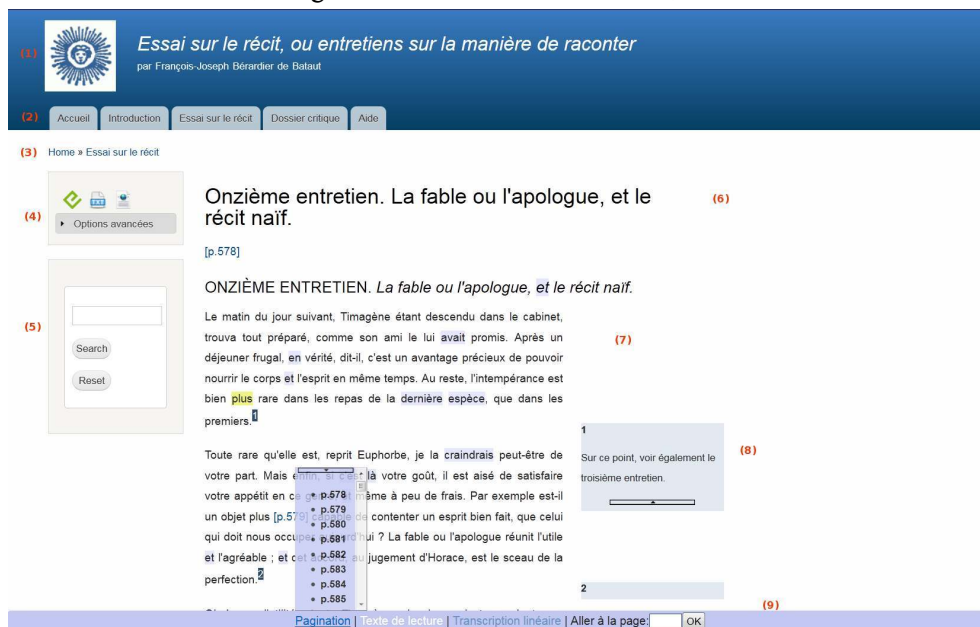 (1)
Essai sur le récit, ou entretiens sur la manière de raconter
par François-Joseph Bérardier de Bataut
(2) Accueil Introduction Essai sur le récit Dossier critique Aide
(3) Home » Essai sur le récit
(4)
Options avancées
(5)
Search
Reset
Onzième entretien. La fable ou l'apologue, et le
récit naïf.
(6)
[p.578]
ONZIÈME ENTRETIEN. La fable ou l'apologue, et le récit naïf.
Le matin du jour suivant, Timagène étant descendu dans le cabinet,
trouva tout préparé, comme son ami le lui avait promis. Après un
déjeuner frugal, en vérité, dit-il, c'est un avantage précieux de pouvoir
nourrir le corps et l'esprit en même temps. Au reste, l'intempérance est
bien plus rare dans les repas de la dernière espèce, que dans les
premiers.1
(7)
Toute rare qu'elle est, reprit Euphorbe, je la craindrais peut-être de
votre part. Mais enfin, si c'est là votre goût, il est aisé de satisfaire
votre appétit en ce même à peu de frais. Par exemple est-il
un objet plus [p.579] capable de contenter un esprit bien fait, que celui
qui doit nous occuper aujourd'hui ? La fable ou l'apologue réunit l'utile
et l'agréable ; et cet accord, au jugement d'Horace, est le sceau de la
perfection.2
p.578
p.579
p.580
p.581
p.582
p.583
p.584
p.585
1
Sur ce point, voir également le
troisième entretien.
(8)
2
(9)
Pagination | Texte de lecture | Transcription linéaire | Aller à la page: OK